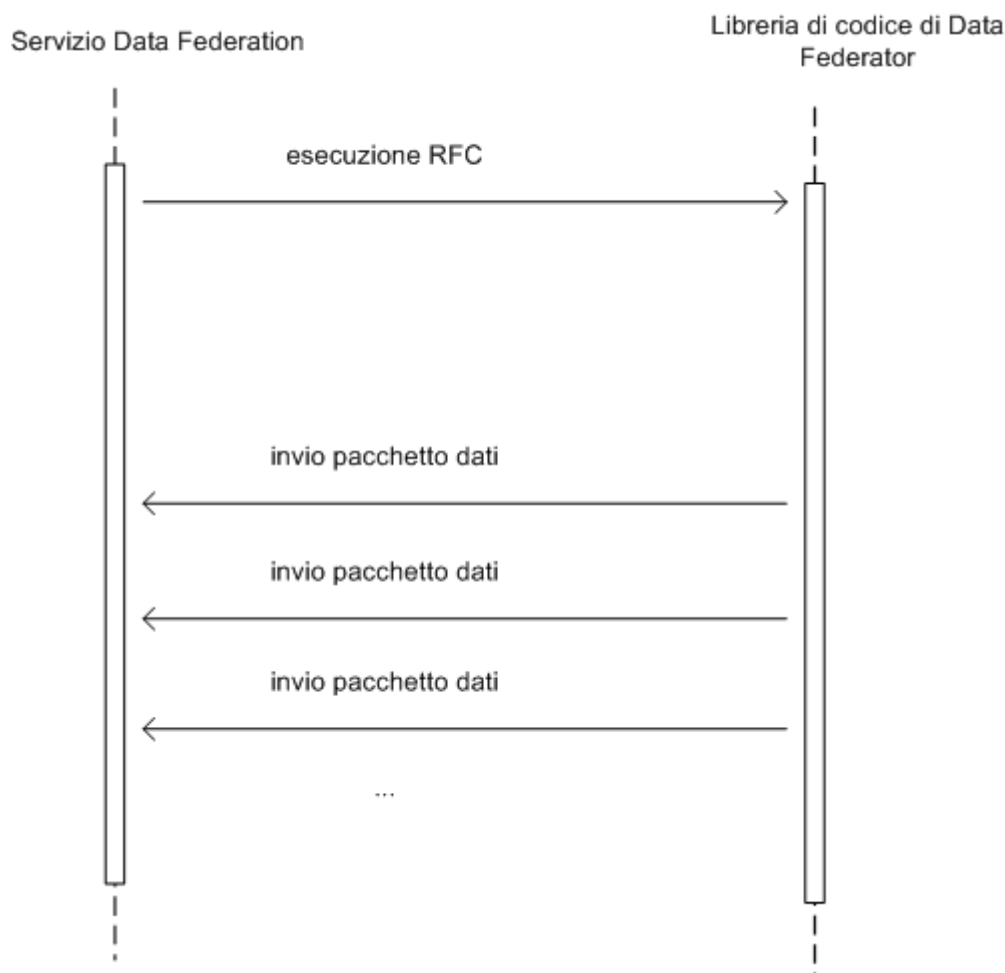 Servizio Data Federation
Libreria di codice di Data
Federator
esecuzione RFC
invio pacchetto dati
invio pacchetto dati
invio pacchetto dati
...